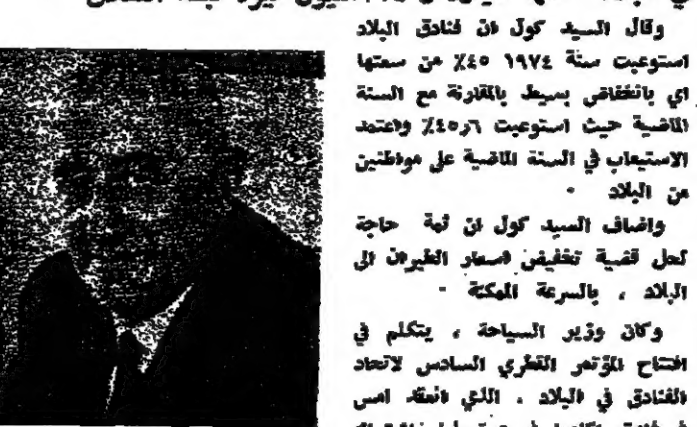 وقال السيد كول ان فنادق البلاد
استوعبت سنة ١٩٧٤ ٤٥٪ من سعتها
اي بانخفاض بسيط بالمقارنة مع السنة
الماضية حيث استوعبت ٤٥ر٦٪ واعتمد
الاستيعاب في السنة الماضية على مواطنين
من البلاد ٠
واضاف السيد كول ان ثمة حاجة
لحل قضية تخفيض اسعار الطيران الى
البلاد ، بالسرعة الممكنة ٠
وكان وزير السياحة ، يتكلم في
افتتاح المؤتمر القطري السادس لاتحاد
الفنادق في البلاد ، الذي انعقد امس